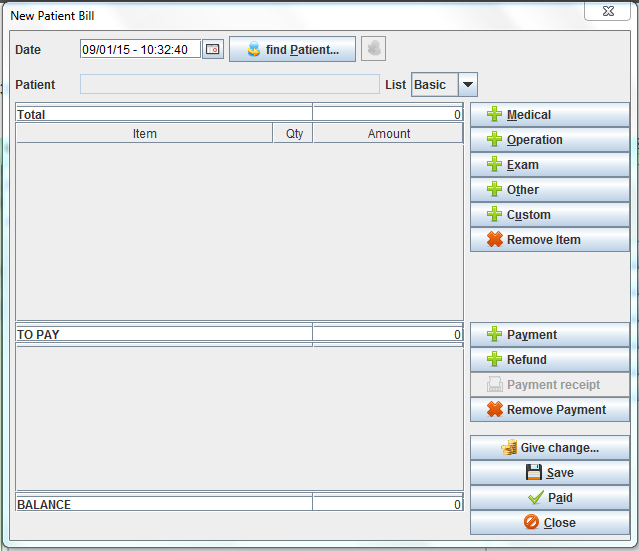 New Patient Bill
Date 09/01/15 - 10:32:40 find Patient...
Patient List Basic
Total 0
Item Qty Amount
Medical
Operation
Exam
Other
Custom
Remove Item
TO PAY 0
Payment
Refund
Payment receipt
Remove Payment
Give change...
Save
BALANCE 0
Paid
Close